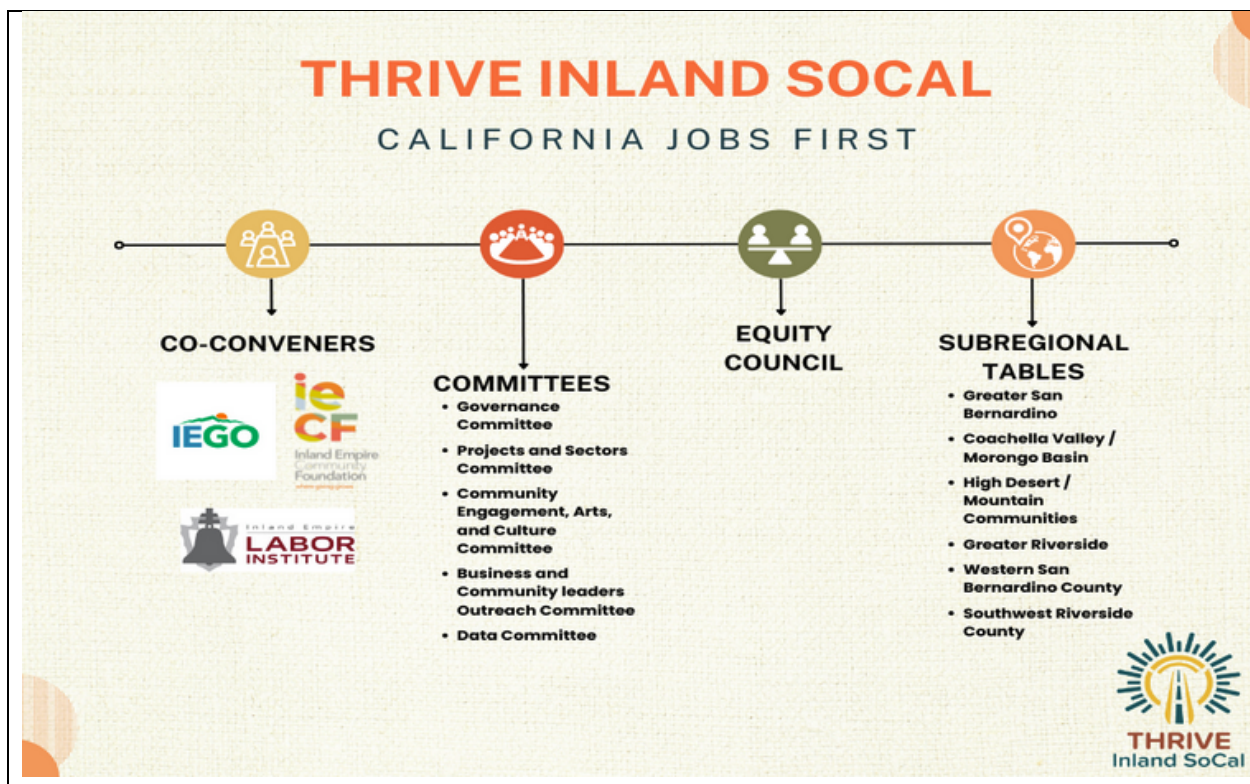 THRIVE INLAND SOCAL
CALIFORNIA JOBS FIRST
CO-CONVENERS
IEGO
ie
CF
Inland Empire
Community
Foundation
Inland Empire
LABOR
INSTITUTE
COMMITTEES
• Governance
Committee
• Projects and Sectors
Committee
• Community
Engagement, Arts,
and Culture
Committee
• Business and
Community leaders
Outreach Committee
• Data Committee
EQUITY
COUNCIL
SUBREGIONAL
TABLES
• Greater San
Bernardino
• Coachella Valley /
Morongo Basin
• High Desert /
Mountain
Communities
• Greater Riverside
• Western San
Bernardino County
• Southwest Riverside
County
THRIVE
Inland SoCal